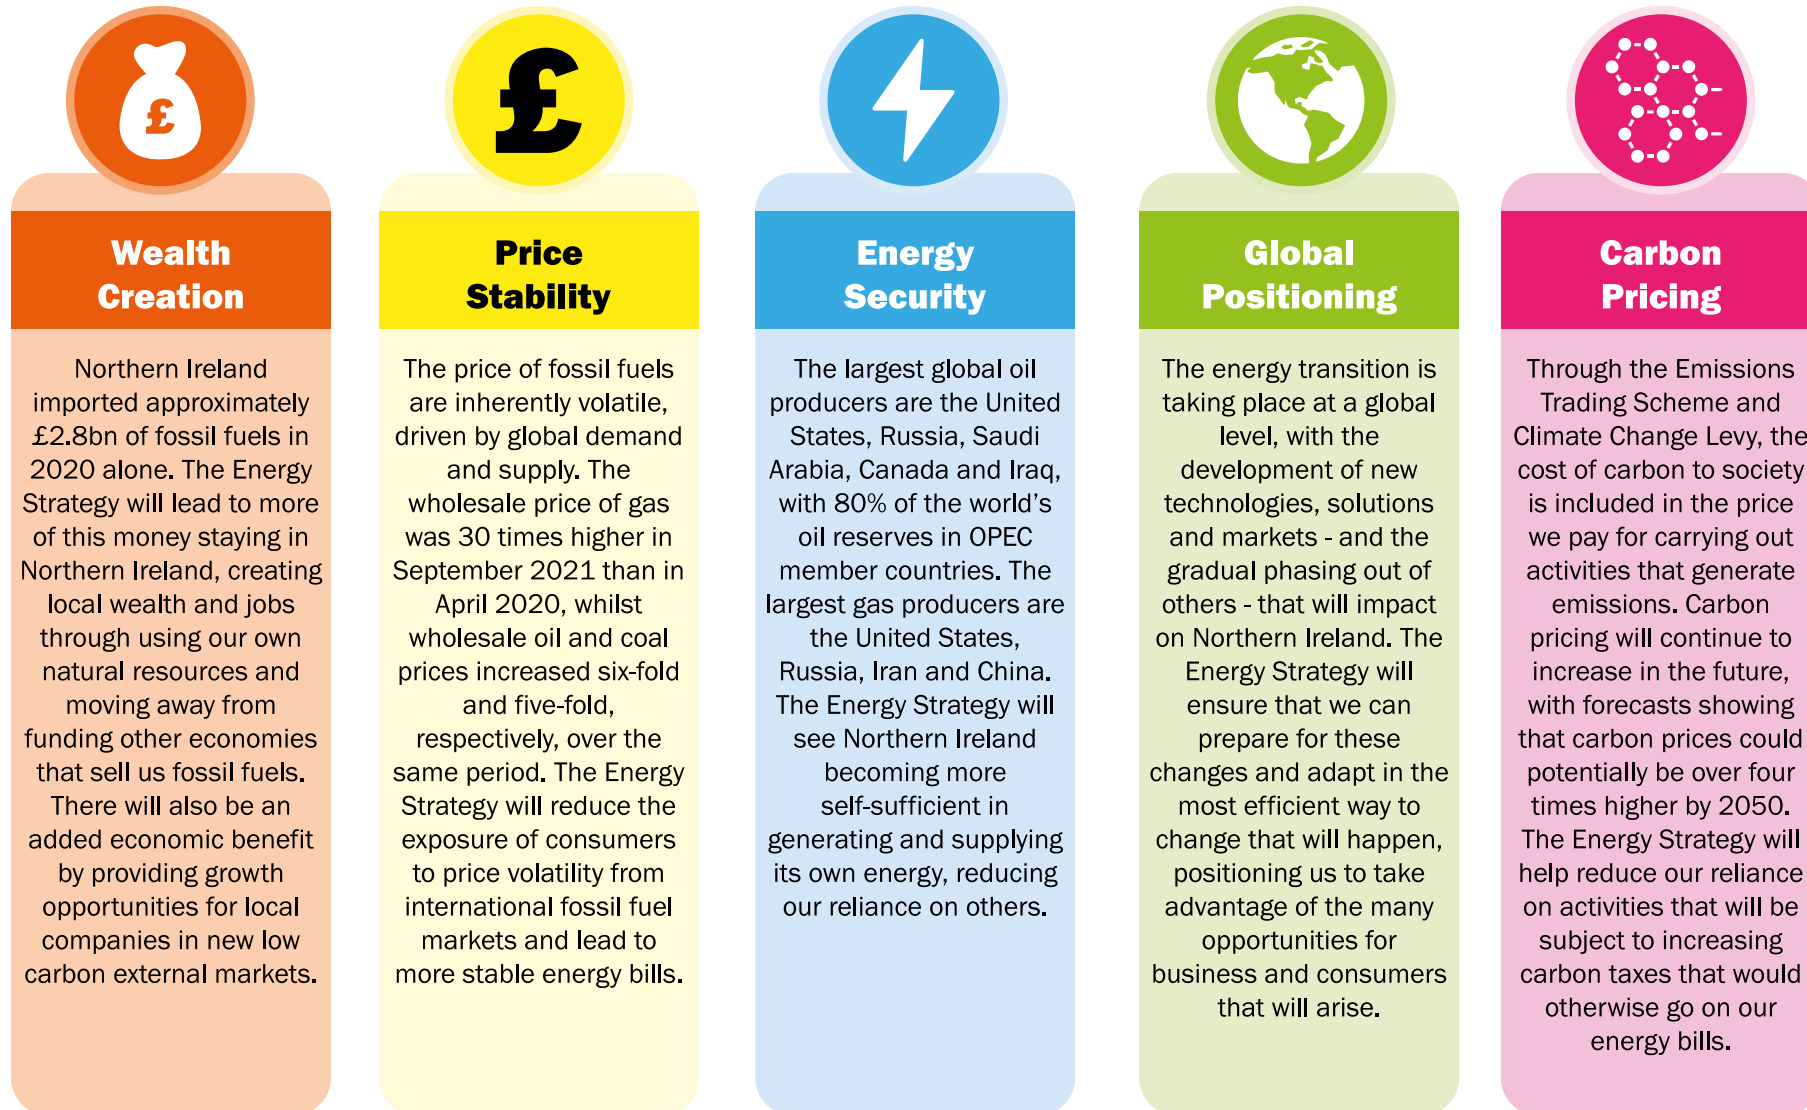 £
£
Wealth
Creation
Northern Ireland
imported approximately
£2.8bn of fossil fuels in
2020 alone. The Energy
Strategy will lead to more
of this money staying in
Northern Ireland, creating
local wealth and jobs
through using our own
natural resources and
moving away from
funding other economies
that sell us fossil fuels.
There will also be an
added economic benefit
by providing growth
opportunities for local
companies in new low
carbon external markets.
Price
Stability
The price of fossil fuels
are inherently volatile,
driven by global demand
and supply. The
wholesale price of gas
was 30 times higher in
September 2021 than in
April 2020, whilst
wholesale oil and coal
prices increased six-fold
and five-fold,
respectively, over the
same period. The Energy
Strategy will reduce the
exposure of consumers
to price volatility from
international fossil fuel
markets and lead to
more stable energy bills.
Energy
Security
The largest global oil
producers are the United
States, Russia, Saudi
Arabia, Canada and Iraq,
with 80% of the world's
oil reserves in OPEC
member countries. The
largest gas producers are
the United States,
Russia, Iran and China.
The Energy Strategy will
see Northern Ireland
becoming more
self-sufficient in
generating and supplying
its own energy, reducing
our reliance on others.
Global
Positioning
The energy transition is
taking place at a global
level, with the
development of new
technologies, solutions
and markets - and the
gradual phasing out of
others - that will impact
on Northern Ireland. The
Energy Strategy will
ensure that we can
prepare for these
changes and adapt in the
most efficient way to
change that will happen,
positioning us to take
advantage of the many
opportunities for
business and consumers
that will arise.
Carbon
Pricing
Through the Emissions
Trading Scheme and
Climate Change Levy, the
cost of carbon to society
is included in the price
we pay for carrying out
activities that generate
emissions. Carbon
pricing will continue to
increase in the future,
with forecasts showing
that carbon prices could
potentially be over four
times higher by 2050.
The Energy Strategy will
help reduce our reliance
on activities that will be
subject to increasing
carbon taxes that would
otherwise go on our
energy bills.